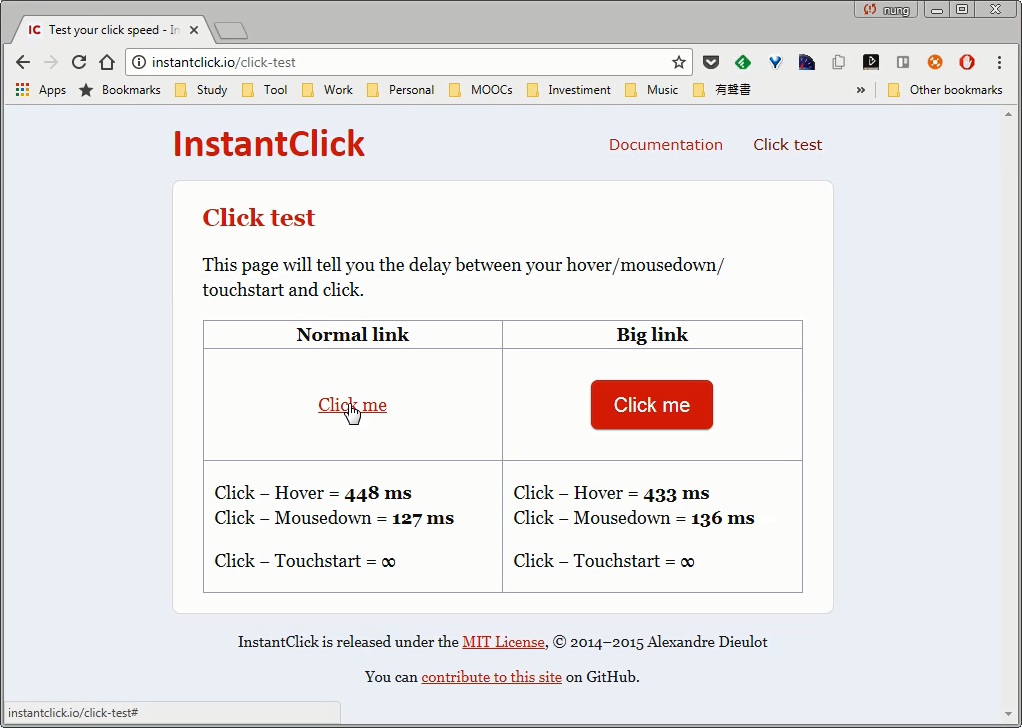 nung
IC Test your click speed - In
instantclick.io/click-test
Apps Bookmarks Study Tool Work Personal MOOCs Investiment Music 有聲書 » Other bookmarks
InstantClick
Documentation Click test
Click test
This page will tell you the delay between your hover/mousedown/
touchstart and click.
Normal link Big link
Click me Click me
Click – Hover = 448 ms
Click – Mousedown = 127 ms
Click – Touchstart = ∞
Click – Hover = 433 ms
Click – Mousedown = 136 ms
Click – Touchstart = ∞
InstantClick is released under the MIT License, © 2014–2015 Alexandre Dieulot
You can contribute to this site on GitHub.
instantclick.io/click-test#